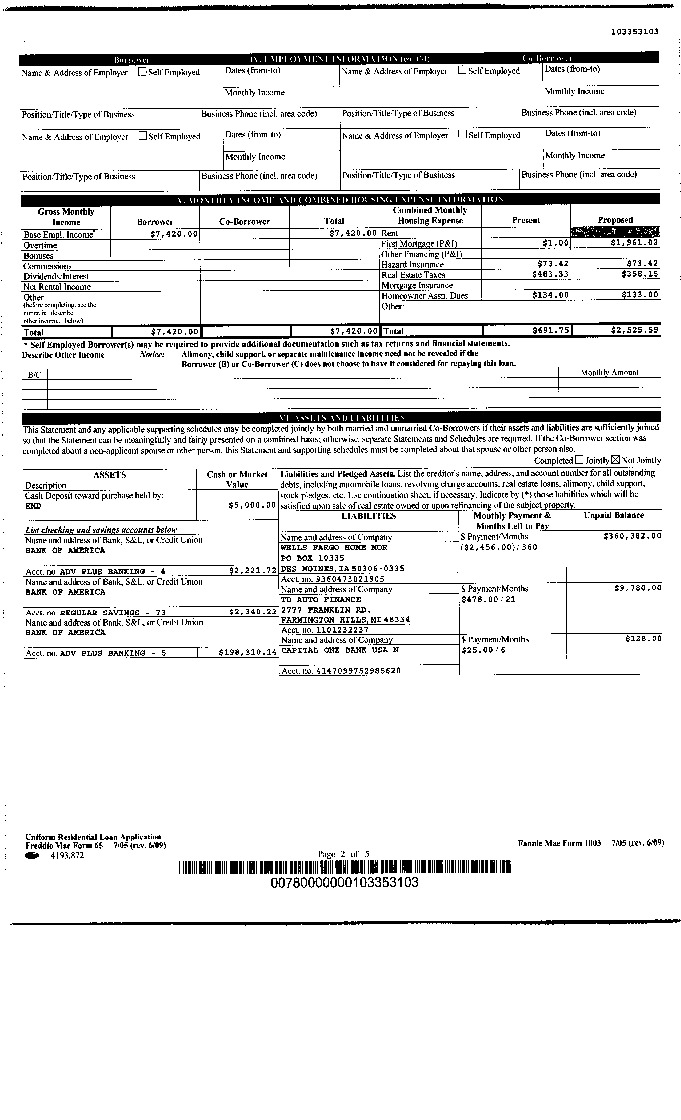 103353103
Borrower IV. EMPLOYMENT INFORMATION (cont'd) Co-Borrower
Name & Address of Employer Self Employed Dates (from-to) Name & Address of Employer Self Employed Dates (from-to)
Monthly Income Monthly Income
Position/Title/Type of Business Business Phone (incl. area code) Position/Title/Type of Business Business Phone (incl. area code)
Name & Address of Employer Self Employed Dates (from-to) Name & Address of Employer Self Employed Dates (from-to)
Monthly Income Monthly Income
Position/Title/Type of Business Business Phone (incl. area code) Position/Title/Type of Business Business Phone (incl. area code)
V. MONTHLY INCOME AND COMBINED HOUSING EXPENSE INFORMATION
Gross Monthly Income Borrower Co-Borrower Total Combined Monthly Housing Expense Present Proposed
Base Empl. Income* $7,420.00 $7,420.00 Rent
Overtime First Mortgage (P&I) $1.00 $1,961.02
Bonuses Other Financing (P&I)
Commissions Hazard Insurance $73.42 $73.42
Dividends/Interest Real Estate Taxes $483.33 $358.15
Net Rental Income Mortgage Insurance
Other Homeowner Assn. Dues $134.00 $133.00
(before completing, see the Other:
notice in "describe
other income," below)
Total $7,420.00 $7,420.00 Total $691.75 $2,525.59
* Self Employed Borrower(s) may be required to provide additional documentation such as tax returns and financial statements.
Describe Other Income Notice: Alimony, child support, or separate maintenance income need not be revealed if the
Borrower (B) or Co-Borrower (C) does not choose to have it considered for repaying this loan.
B/C Monthly Amount
VI. ASSETS AND LIABILITIES
This Statement and any applicable supporting schedules may be completed jointly by both married and unmarried Co-Borrowers if their assets and liabilities are sufficiently joined
so that the Statement can be meaningfully and fairly presented on a combined basis; otherwise, separate Statements and Schedules are required. If the Co-Borrower section was
completed about a non-applicant spouse or other person, this Statement and supporting schedules must be completed about that spouse or other person also.
Completed Jointly Not Jointly
ASSETS Cash or Market Value
Description
Cash Deposit toward purchase held by:
EMD $5,000.00
List checking and savings accounts below
Name and address of Bank, S&L, or Credit Union
BANK OF AMERICA
Acct. no. ADV PLUS BANKING - 4 $2,221.72
Name and address of Bank, S&L, or Credit Union
BANK OF AMERICA
Acct. no. REGULAR SAVINGS - 73 $2,340.22
Name and address of Bank, S&L, or Credit Union
BANK OF AMERICA
Acct. no. ADV PLUS BANKING - 5 $198,310.14
Liabilities and Pledged Assets. List the creditor's name, address, and account number for all outstanding
debts, including automobile loans, revolving charge accounts, real estate loans, alimony, child support,
stock pledges, etc. Use continuation sheet, if necessary. Indicate by (*) those liabilities which will be
satisfied upon sale of real estate owned or upon refinancing of the subject property.
LIABILITIES Monthly Payment & Months Left to Pay Unpaid Balance
Name and address of Company $ Payment/Months $360,382.00
WELLS FARGO HOME MOR ($2,456.00)/360
PO BOX 10335
DES MOINES, IA 50306-0335
Acct. no. 9360473021905
Name and address of Company $ Payment/Months $9,780.00
TD AUTO FINANCE $478.00/21
2777 FRANKLIN RD.
FARMINGTON HILLS, MI 48334
Acct. no. 1101232237
Name and address of Company $ Payment/Months $128.00
CAPITAL ONE BANK USA N $25.00/6
Acct. no. 4147099752985620
Uniform Residential Loan Application
Freddie Mac Form 65 7/05 (rev. 6/09) Fannie Mae Form 1003 7/05 (rev. 6/09)
4193.872 Page 2 of 5
00780000000103353103